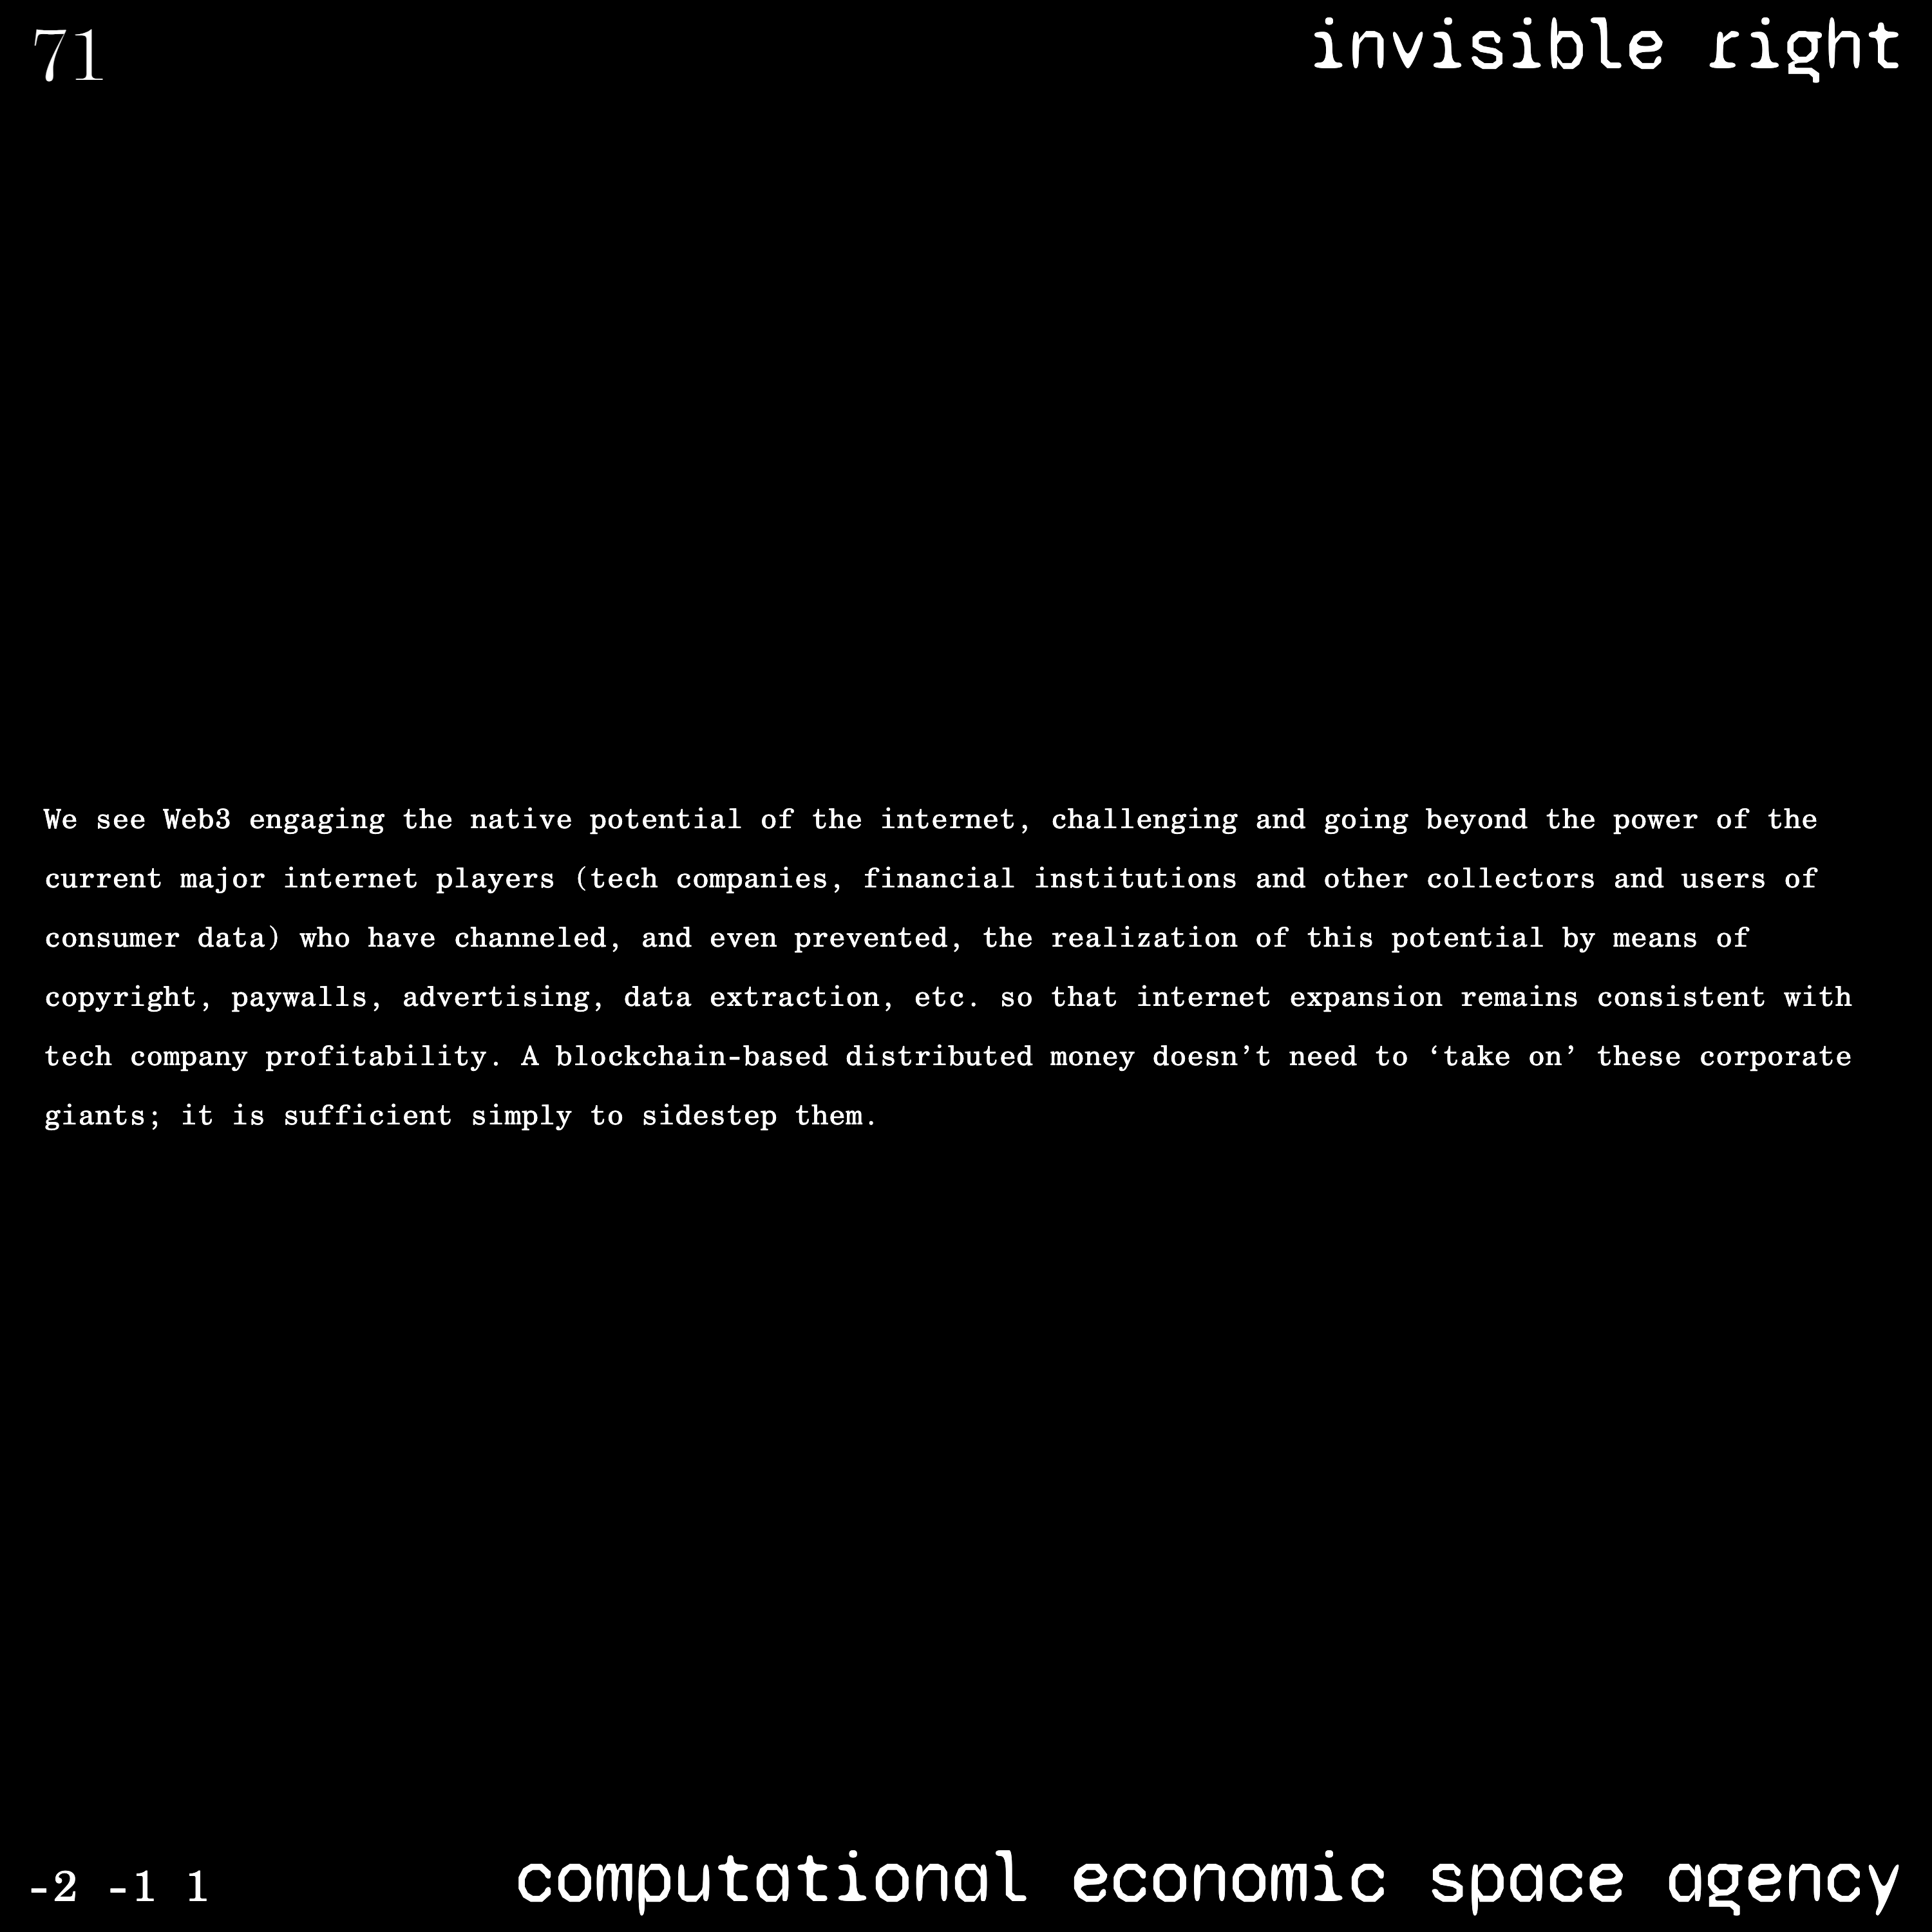 71
invisible right
We see Web3 engaging the native potential of the internet, challenging and going beyond the power of the
current major internet players (tech companies, financial institutions and other collectors and users of
consumer data) who have channeled, and even prevented, the realization of this potential by means of
copyright, paywalls, advertising, data extraction, etc. so that internet expansion remains consistent with
tech company profitability. A blockchain-based distributed money doesn’t need to ‘take on’ these corporate
giants; it is sufficient simply to sidestep them.
-2 -1 1
computational economic space agency